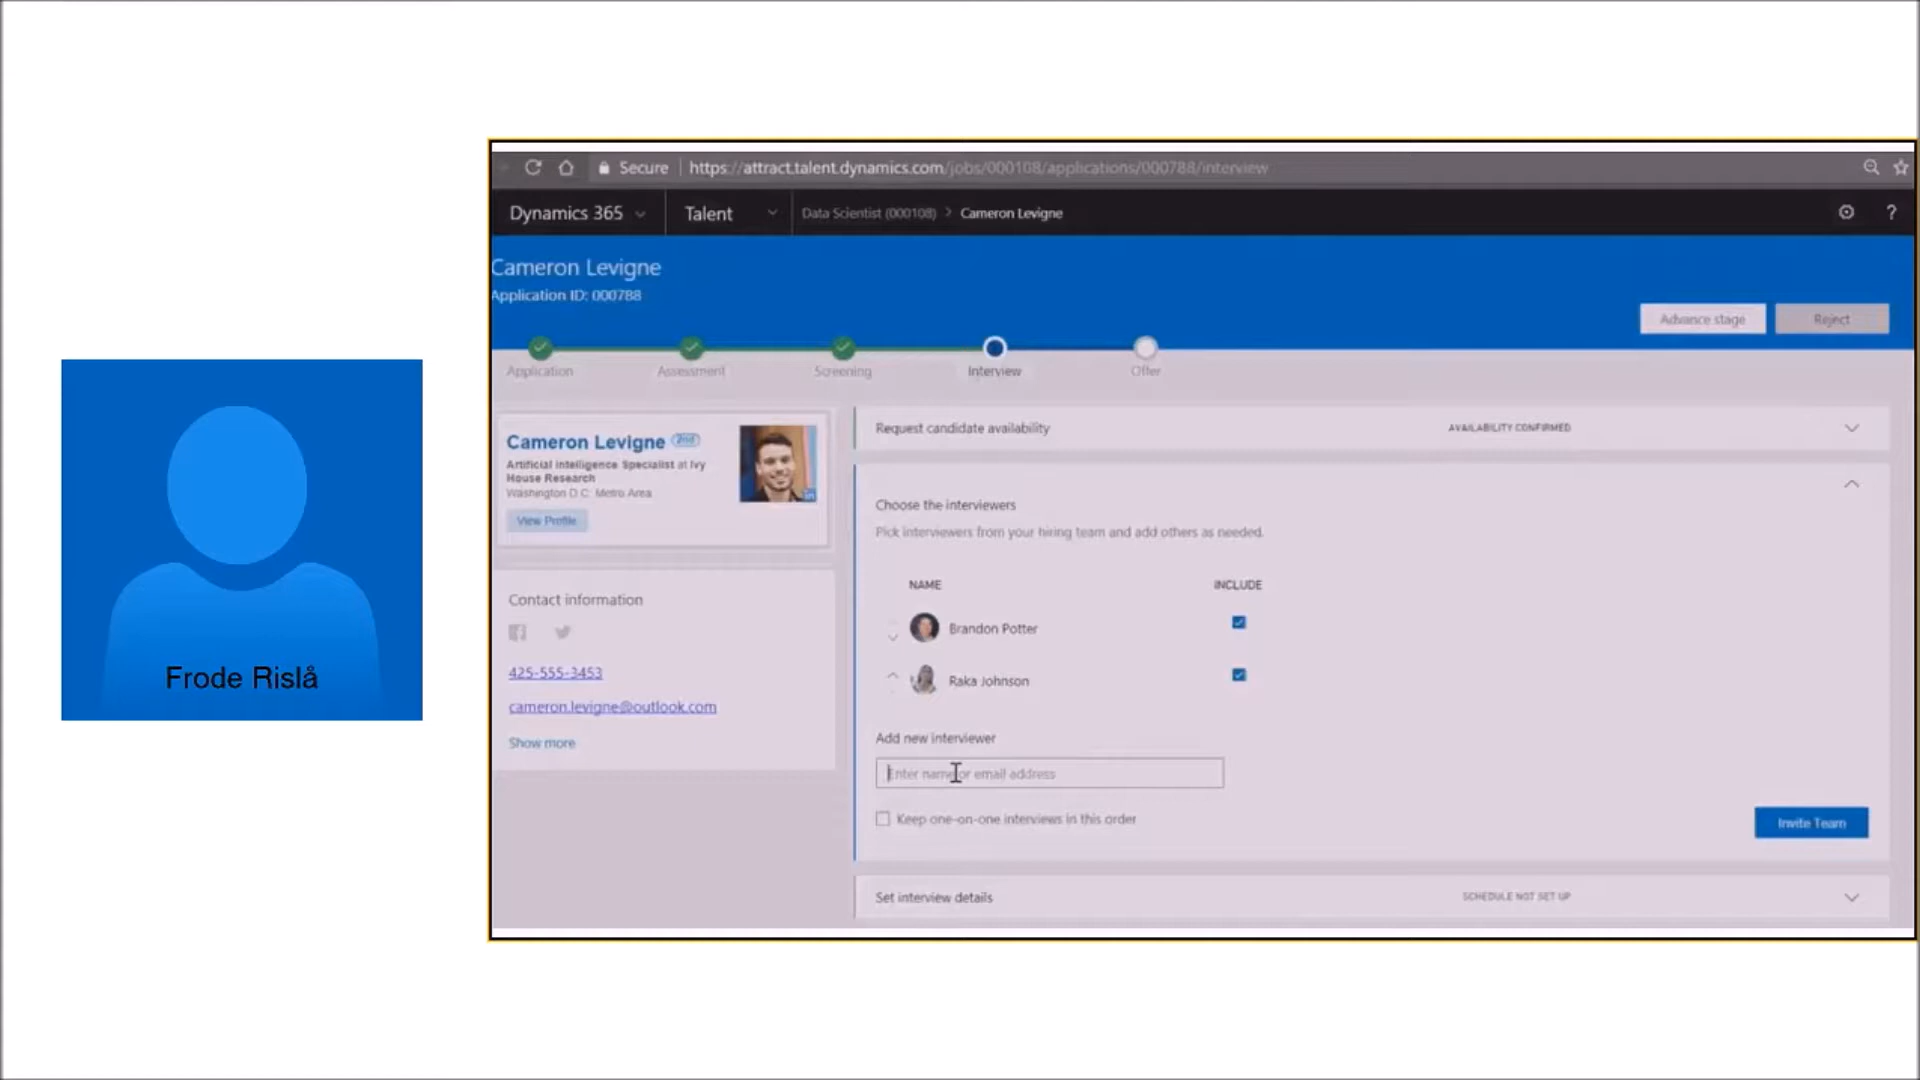 Secure
https://attract.talent.dynamics.com/jobs/000108/applications/000788/interview
Dynamics 365
Talent
Data Scientist (000108) > Cameron Levigne
?
Cameron Levigne
Application ID: 000788
Advance stage
Reject
Application
Assessment
Screening
Interview
Offer
Cameron Levigne 2nd
Artificial Intelligence Specialist at Ivy
House Research
Washington D.C. Metro Area
in
View Profile
Request candidate availability
AVAILABILITY CONFIRMED
Choose the interviewers
Pick interviewers from your hiring team and add others as needed.
NAME
INCLUDE
Brandon Potter
Raka Johnson
Contact information
425-555-3453
cameron.levigne@outlook.com
Show more
Add new interviewer
Enter name or email address
Keep one-on-one interviews in this order
Invite Team
Set interview details
SCHEDULE NOT SET UP
Frode Rislå